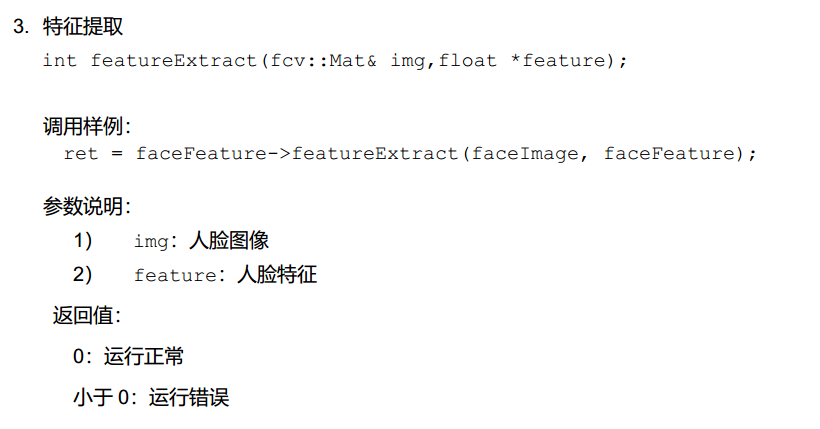 3. 特征提取
int featureExtract(fcv::Mat& img,float *feature);
调用样例：
ret = faceFeature->featureExtract(faceImage, faceFeature);
参数说明：
1) img：人脸图像
2) feature：人脸特征
返回值：
0：运行正常
小于 0：运行错误